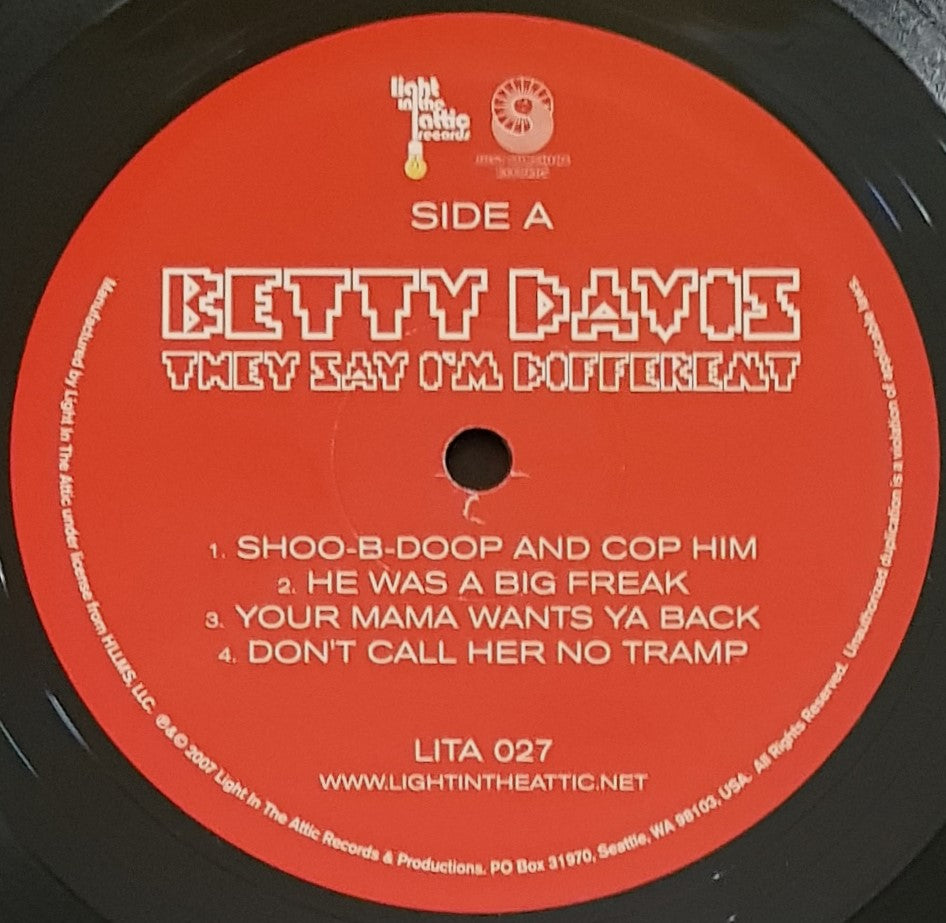 light
in the
attic
records
SIDE A
BETTY DAVIS
THEY SAY I'M DIFFERENT
1. SHOO-B-DOOP AND COP HIM
2. HE WAS A BIG FREAK
3. YOUR MAMA WANTS YA BACK
4. DON'T CALL HER NO TRAMP
LITA 027
WWW.LIGHTINTHEATTIC.NET
Manufactured by Light In The Attic under license from HLLMS, LLC. ℗&© 2007 Light In The Attic Records & Productions. PO Box 31970, Seattle, WA 98103, USA. All Rights Reserved. Unauthorized duplication is a violation of applicable laws.